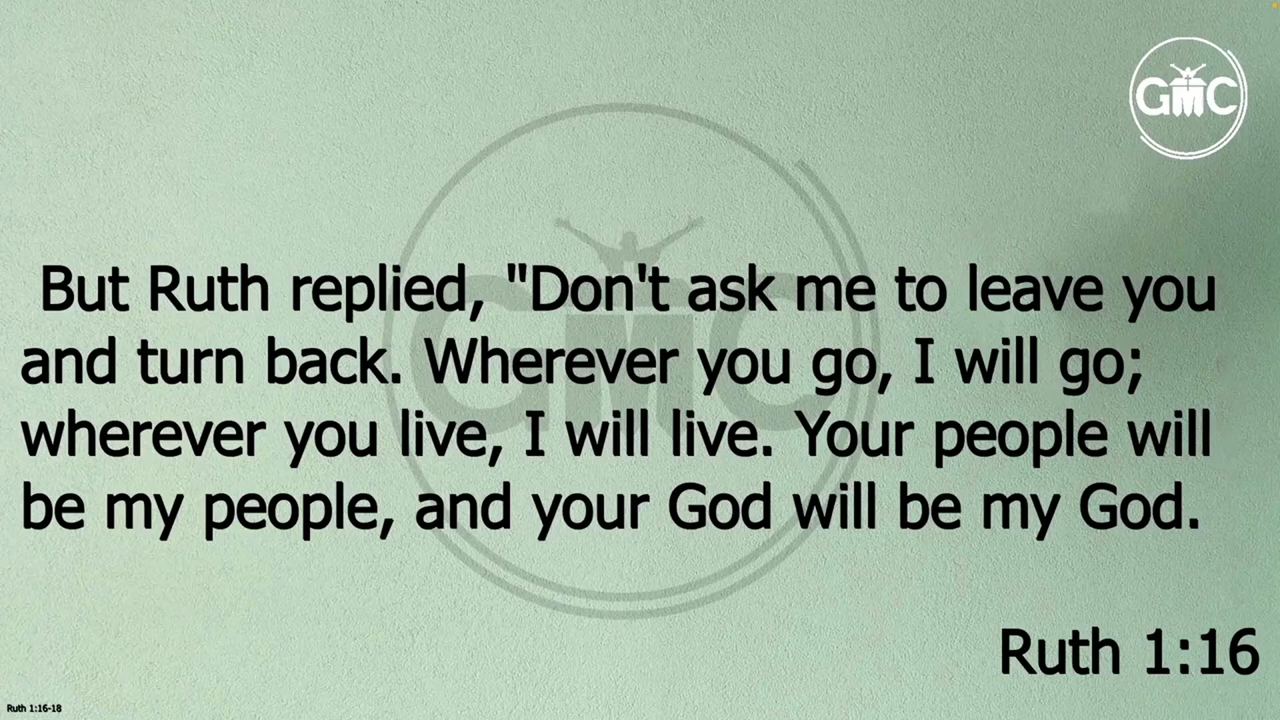 GMC
But Ruth replied, "Don't ask me to leave you
and turn back. Wherever you go, I will go;
wherever you live, I will live. Your people will
be my people, and your God will be my God.
GMC
Ruth 1:16
Ruth 1:16-18